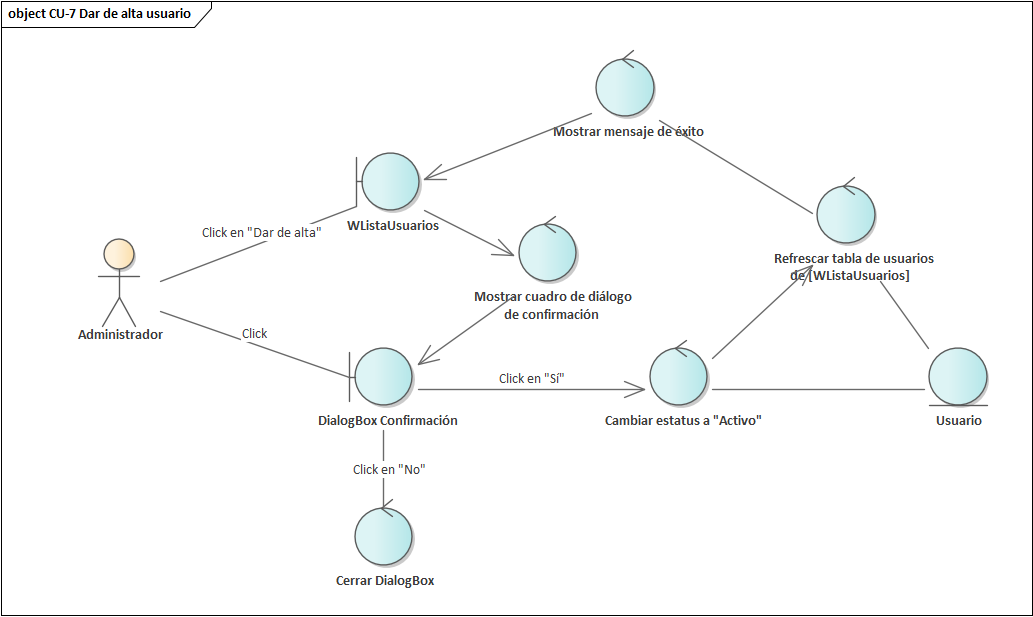 object CU-7 Dar de alta usuario
Mostrar mensaje de éxito
WListaUsuarios
Click en "Dar de alta"
Refrescar tabla de usuarios
de [WListaUsuarios]
Mostrar cuadro de diálogo
de confirmación
Administrador
Click
Click en "Sí"
DialogBox Confirmación
Cambiar estatus a "Activo"
Usuario
Click en "No"
Cerrar DialogBox